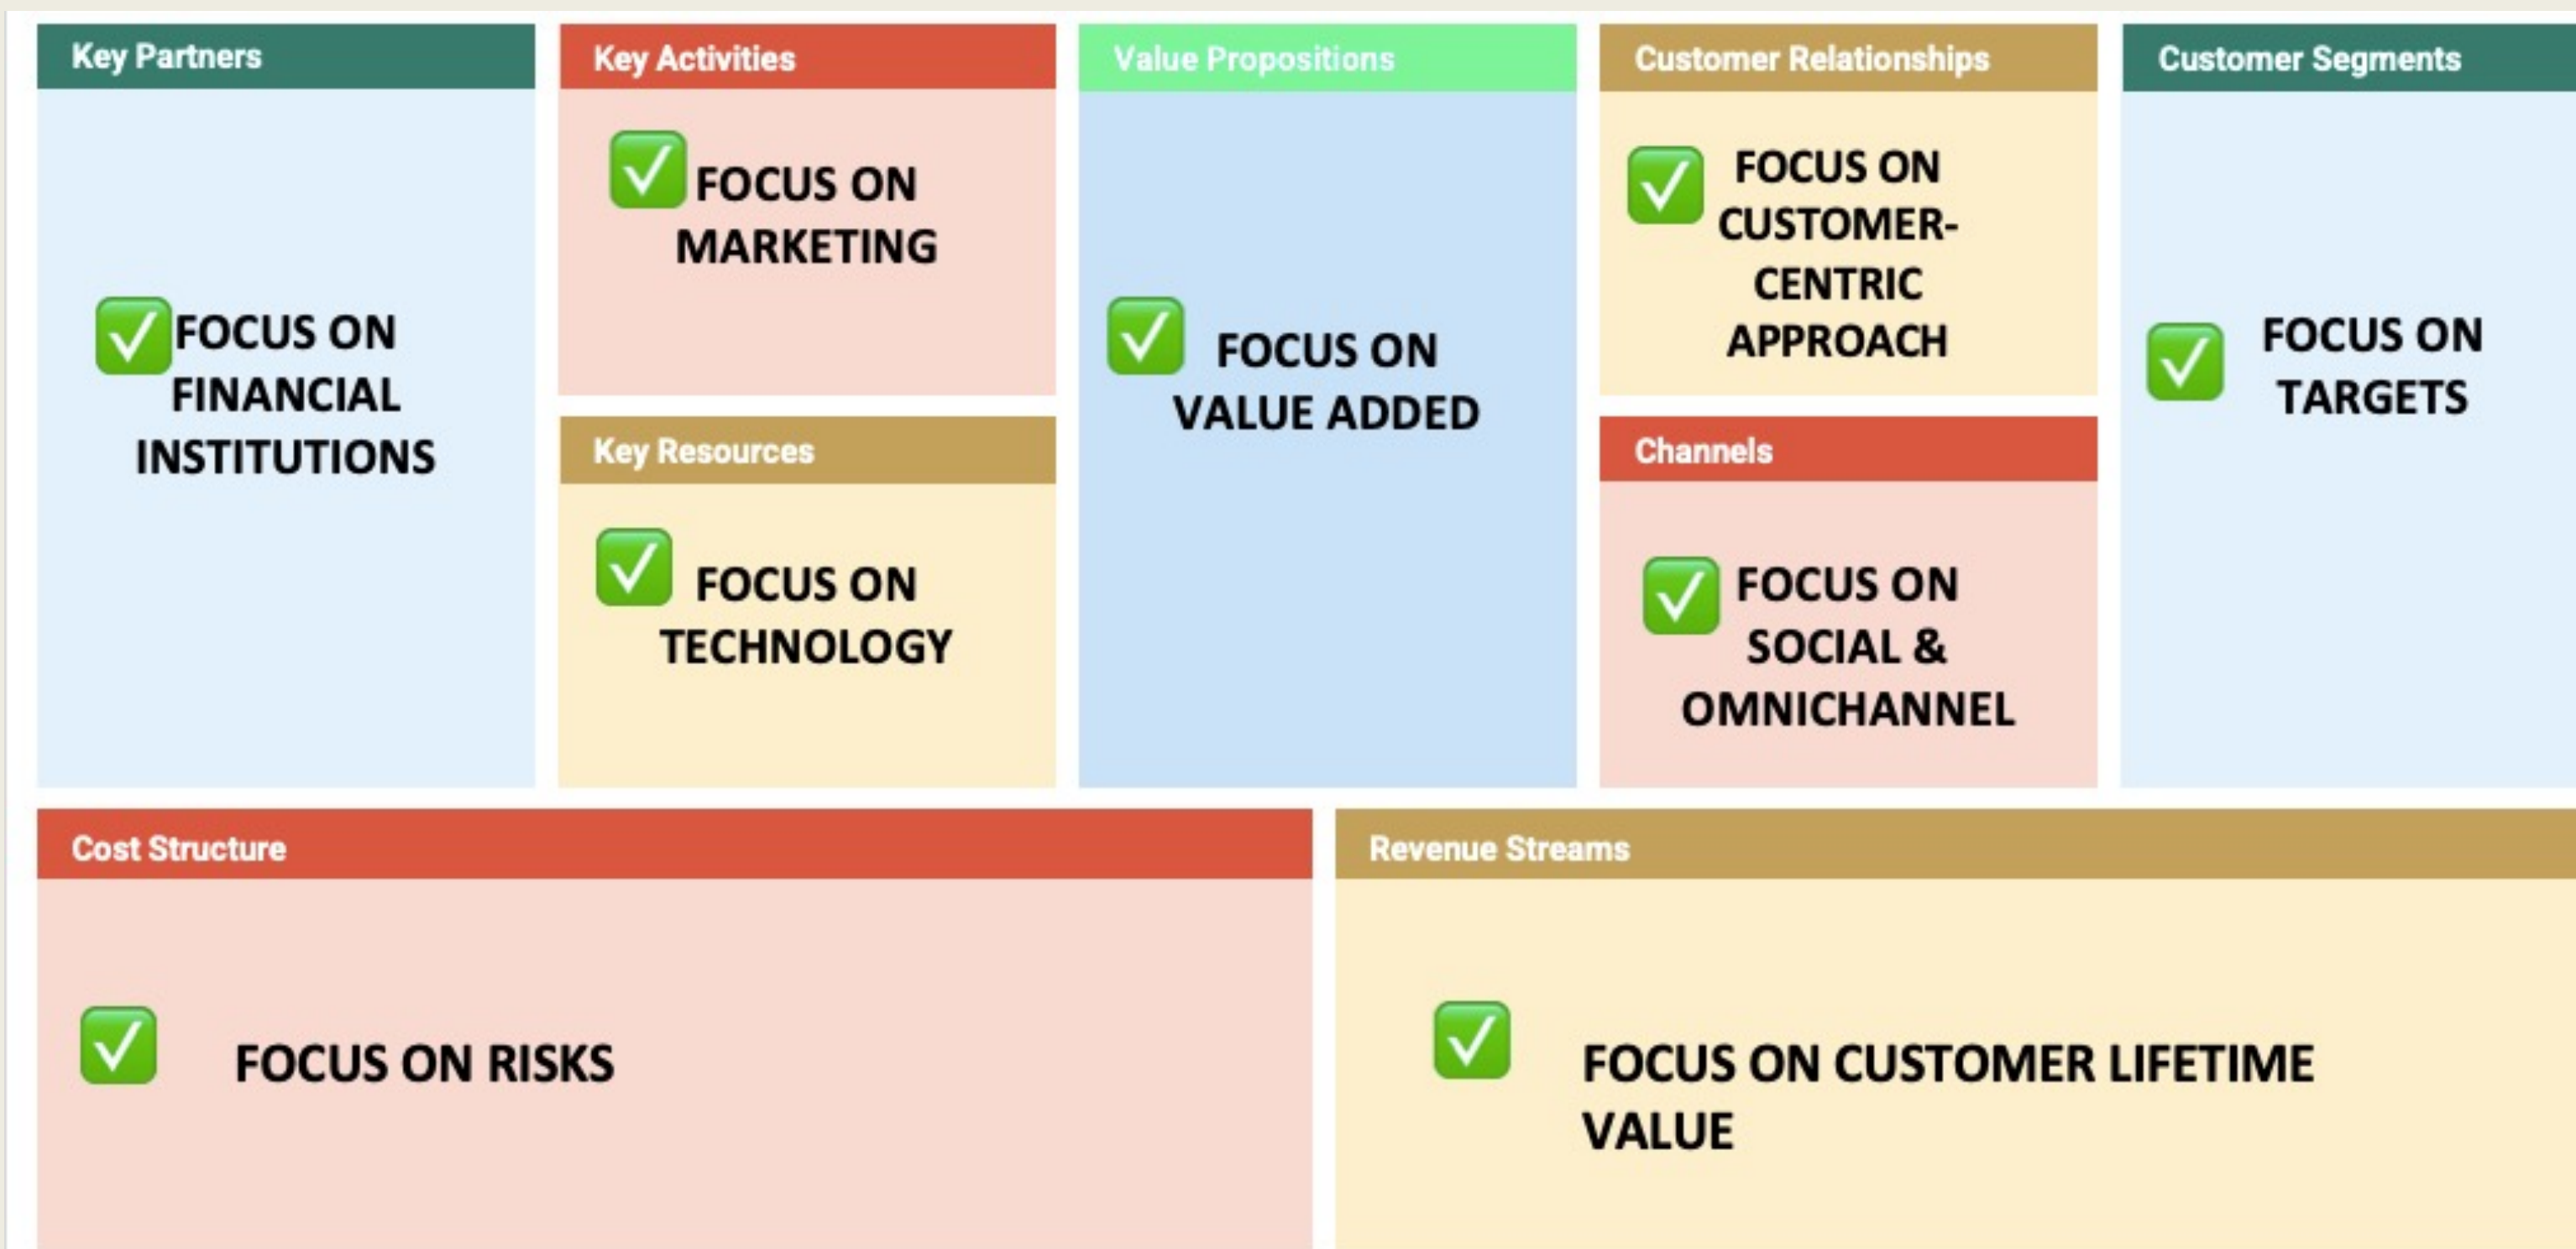 Key Partners
FOCUS ON
FINANCIAL
INSTITUTIONS
Key Activities
FOCUS ON
MARKETING
Key Resources
FOCUS ON
TECHNOLOGY
Value Propositions
FOCUS ON
VALUE ADDED
Customer Relationships
FOCUS ON
CUSTOMER-
CENTRIC
APPROACH
Channels
FOCUS ON
SOCIAL &
OMNICHANNEL
Customer Segments
FOCUS ON
TARGETS
Cost Structure
FOCUS ON RISKS
Revenue Streams
FOCUS ON CUSTOMER LIFETIME
VALUE